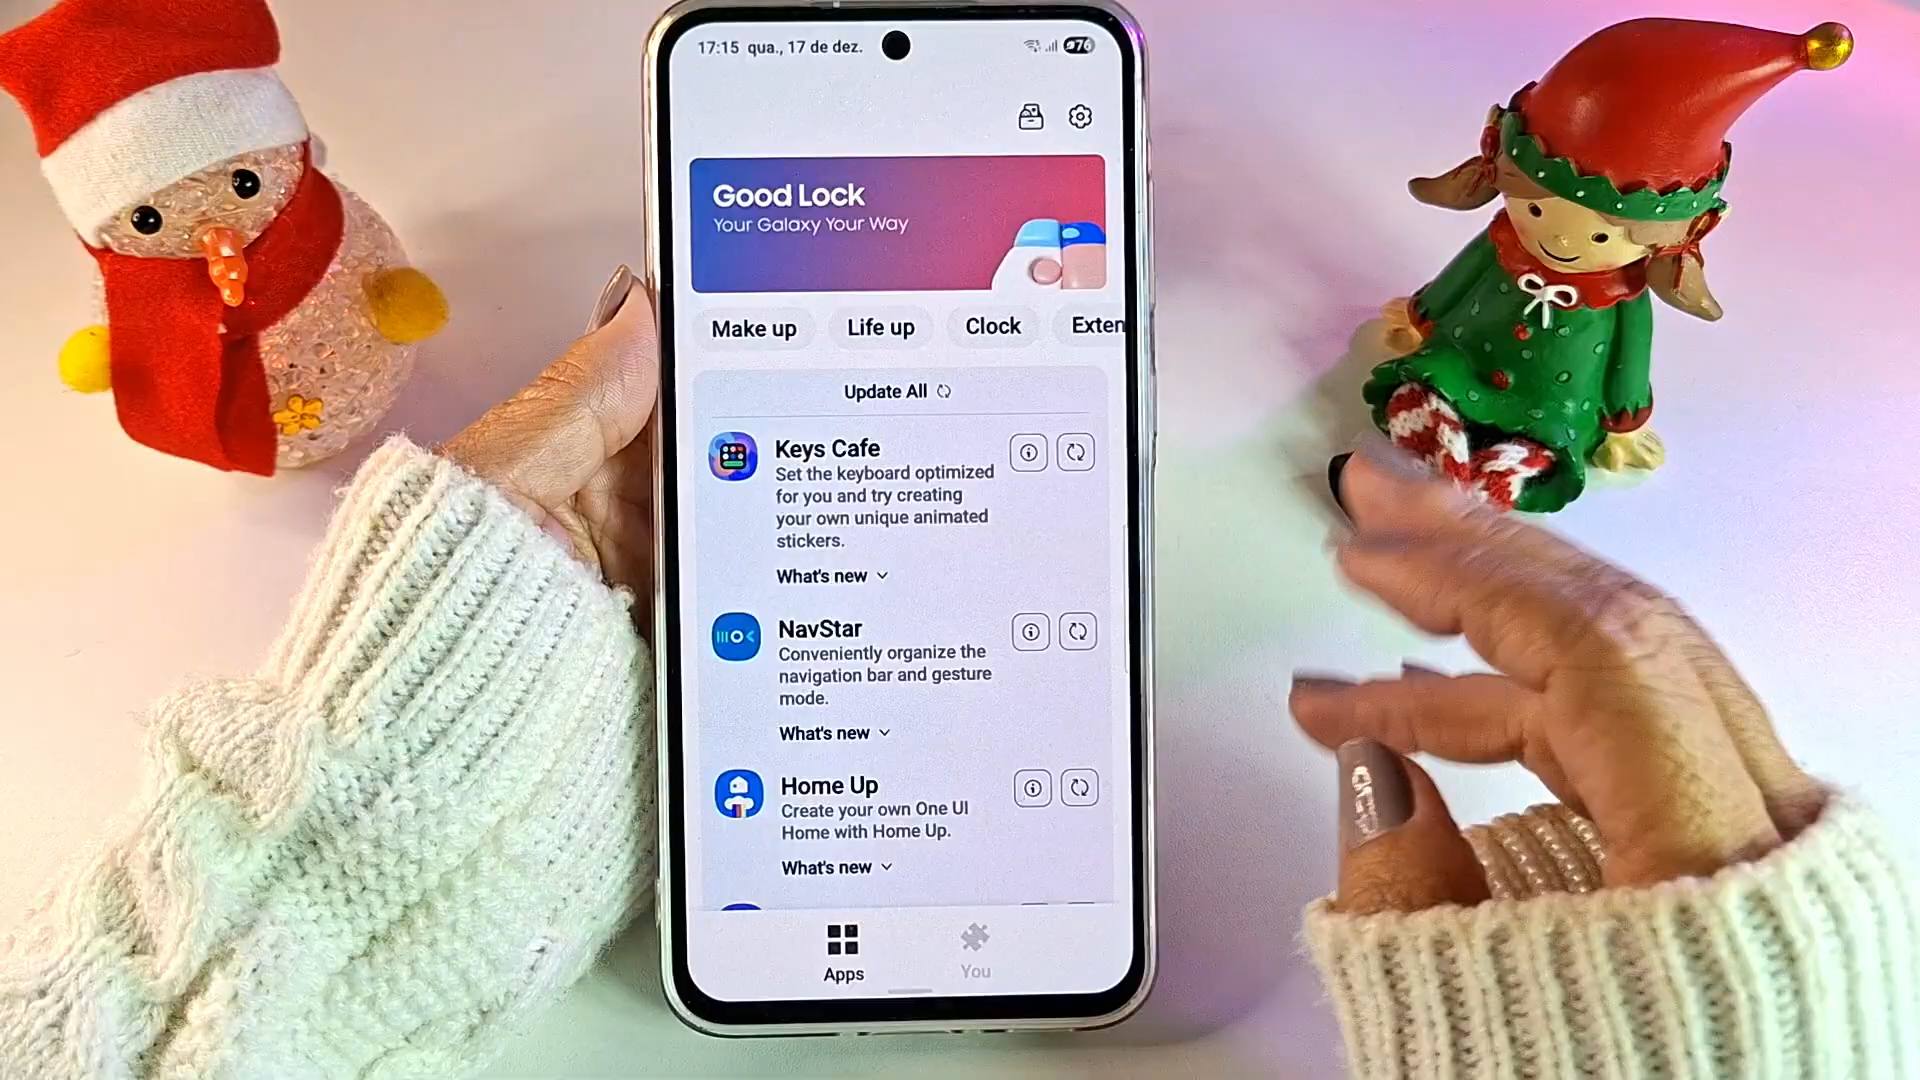 17:15 qua., 17 de dez.
76
Good Lock
Your Galaxy Your Way
Make up
Life up
Clock
Exten
Update All
Keys Cafe
Set the keyboard optimized
for you and try creating
your own unique animated
stickers.
What's new
NavStar
Conveniently organize the
navigation bar and gesture
mode.
What's new
Home Up
Create your own One UI
Home with Home Up.
What's new
Apps
You